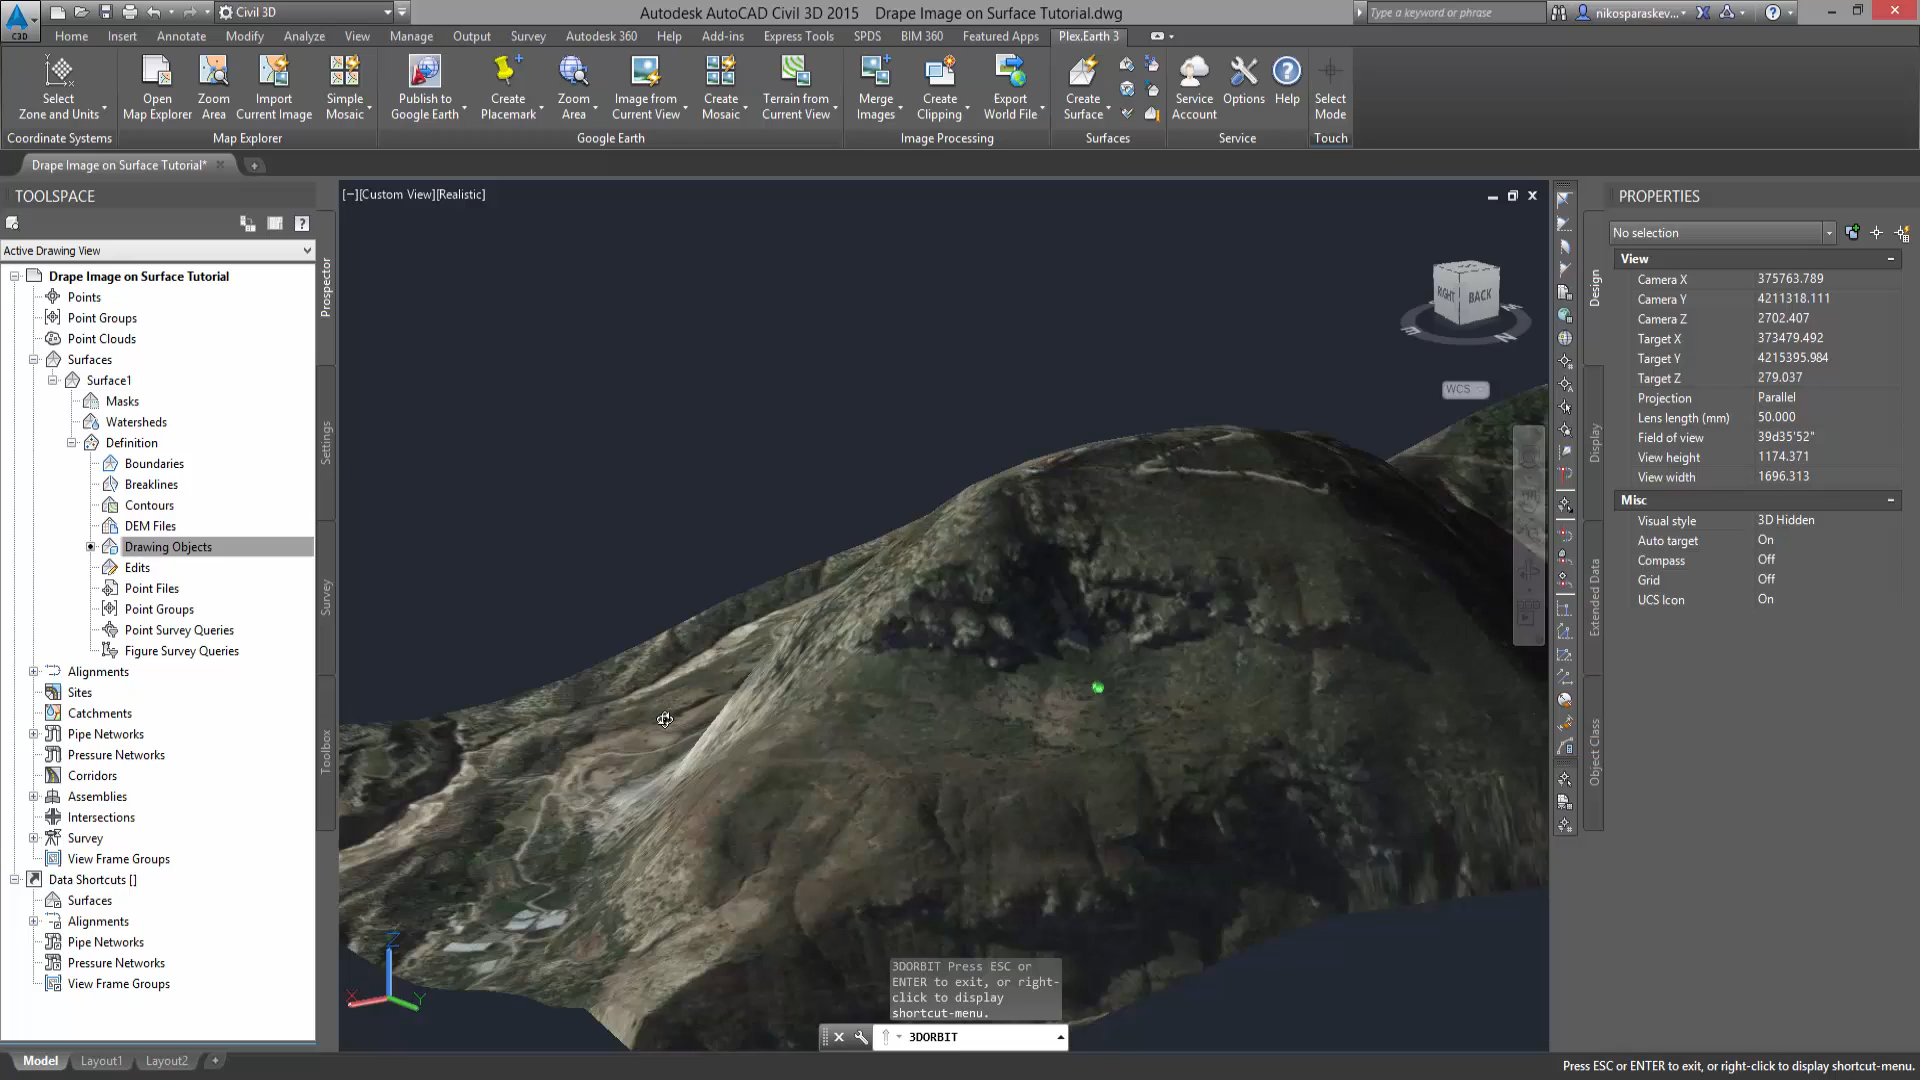 Civil 3D
Autodesk AutoCAD Civil 3D 2015 Drape Image on Surface Tutorial.dwg
Type a keyword or phrase
nikosparaskev...
C3D
Home Insert Annotate Modify Analyze View Manage Output Survey Autodesk 360 Help Add-ins Express Tools SPDS BIM 360 Featured Apps Plex.Earth 3
Select Zone and Units
Open Map Explorer
Zoom Area
Import Current Image
Simple Mosaic
Publish to Google Earth
Create Placemark
Zoom Area
Image from Current View
Create Mosaic
Terrain from Current View
Merge Images
Create Clipping
Export World File
Create Surface
Service Account
Options
Help
Select Mode
Coordinate Systems Map Explorer Google Earth Image Processing Surfaces Service Touch
Drape Image on Surface Tutorial*
TOOLSPACE
Active Drawing View
Drape Image on Surface Tutorial
Points
Point Groups
Point Clouds
Surfaces
Surface1
Masks
Watersheds
Definition
Boundaries
Breaklines
Contours
DEM Files
Drawing Objects
Edits
Point Files
Point Groups
Point Survey Queries
Figure Survey Queries
Alignments
Sites
Catchments
Pipe Networks
Pressure Networks
Corridors
Assemblies
Intersections
Survey
View Frame Groups
Data Shortcuts []
Surfaces
Alignments
Pipe Networks
Pressure Networks
View Frame Groups
Prospector
Settings
Survey
Toolbox
[−][Custom View][Realistic]
RIGHT BACK
E N
WCS
Z
X Y
3DORBIT Press ESC or
ENTER to exit, or right-
click to display
shortcut-menu.
3DORBIT
PROPERTIES
No selection
View
Camera X 375763.789
Camera Y 4211318.111
Camera Z 2702.407
Target X 373479.492
Target Y 4215395.984
Target Z 279.037
Projection Parallel
Lens length (mm) 50.000
Field of view 39d35'52"
View height 1174.371
View width 1696.313
Misc
Visual style 3D Hidden
Auto target On
Compass Off
Grid Off
UCS Icon On
Design
Display
Extended Data
Object Class
Model Layout1 Layout2
Press ESC or ENTER to exit, or right-click to display shortcut-menu.